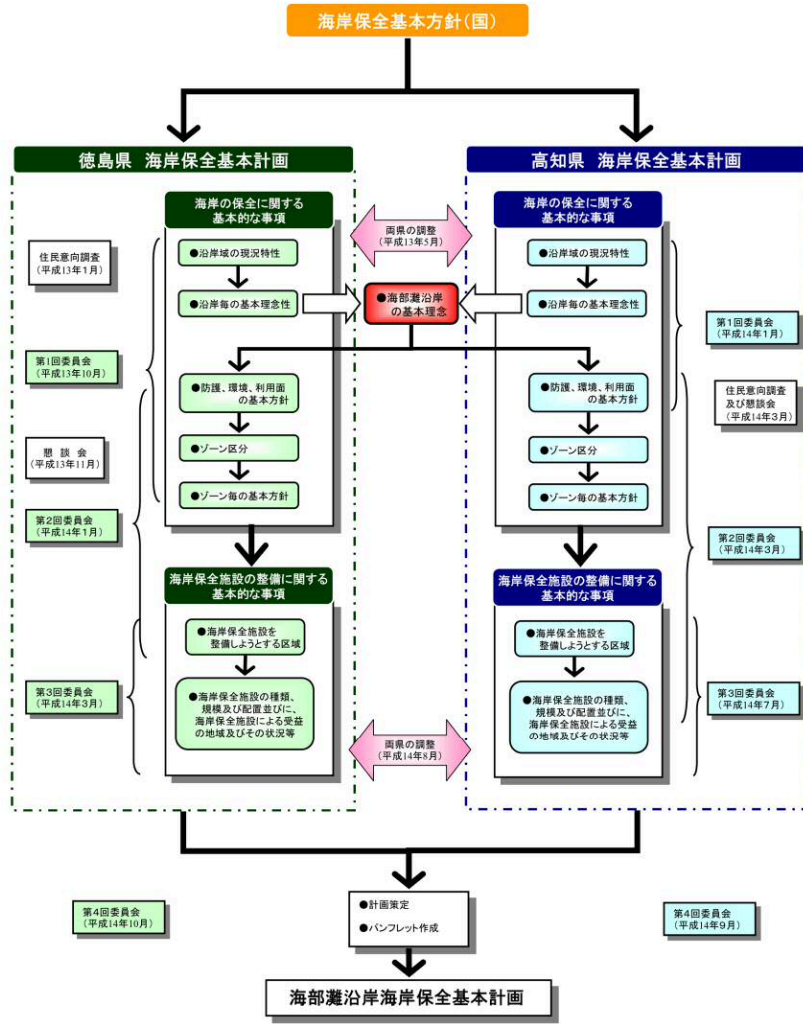 海岸保全基本方針(国)
徳島県 海岸保全基本計画
高知県 海岸保全基本計画
海岸の保全に関する
基本的な事項
海岸の保全に関する
基本的な事項
両県の調整
(平成13年5月)
住民意向調査
(平成13年1月)
●沿岸域の現況特性
●沿岸域の現況特性
●沿岸毎の基本理念性
●海部灘沿岸
の基本理念
●沿岸毎の基本理念性
第1回委員会
(平成14年1月)
第1回委員会
(平成13年10月)
●防護、環境、利用面
の基本方針
●防護、環境、利用面
の基本方針
住民意向調査
及び懇談会
(平成14年3月)
懇 談 会
(平成13年11月)
●ゾーン区分
●ゾーン区分
●ゾーン毎の基本方針
●ゾーン毎の基本方針
第2回委員会
(平成14年1月)
第2回委員会
(平成14年3月)
海岸保全施設の整備に関する
基本的な事項
海岸保全施設の整備に関する
基本的な事項
●海岸保全施設を
整備しようとする区域
●海岸保全施設を
整備しようとする区域
第3回委員会
(平成14年3月)
●海岸保全施設の種類、
規模及び配置並びに、
海岸保全施設による受益
の地域及びその状況等
●海岸保全施設の種類、
規模及び配置並びに、
海岸保全施設による受益
の地域及びその状況等
第3回委員会
(平成14年7月)
両県の調整
(平成14年8月)
第4回委員会
(平成14年10月)
●計画策定
●パンフレット作成
第4回委員会
(平成14年9月)
海部灘沿岸海岸保全基本計画